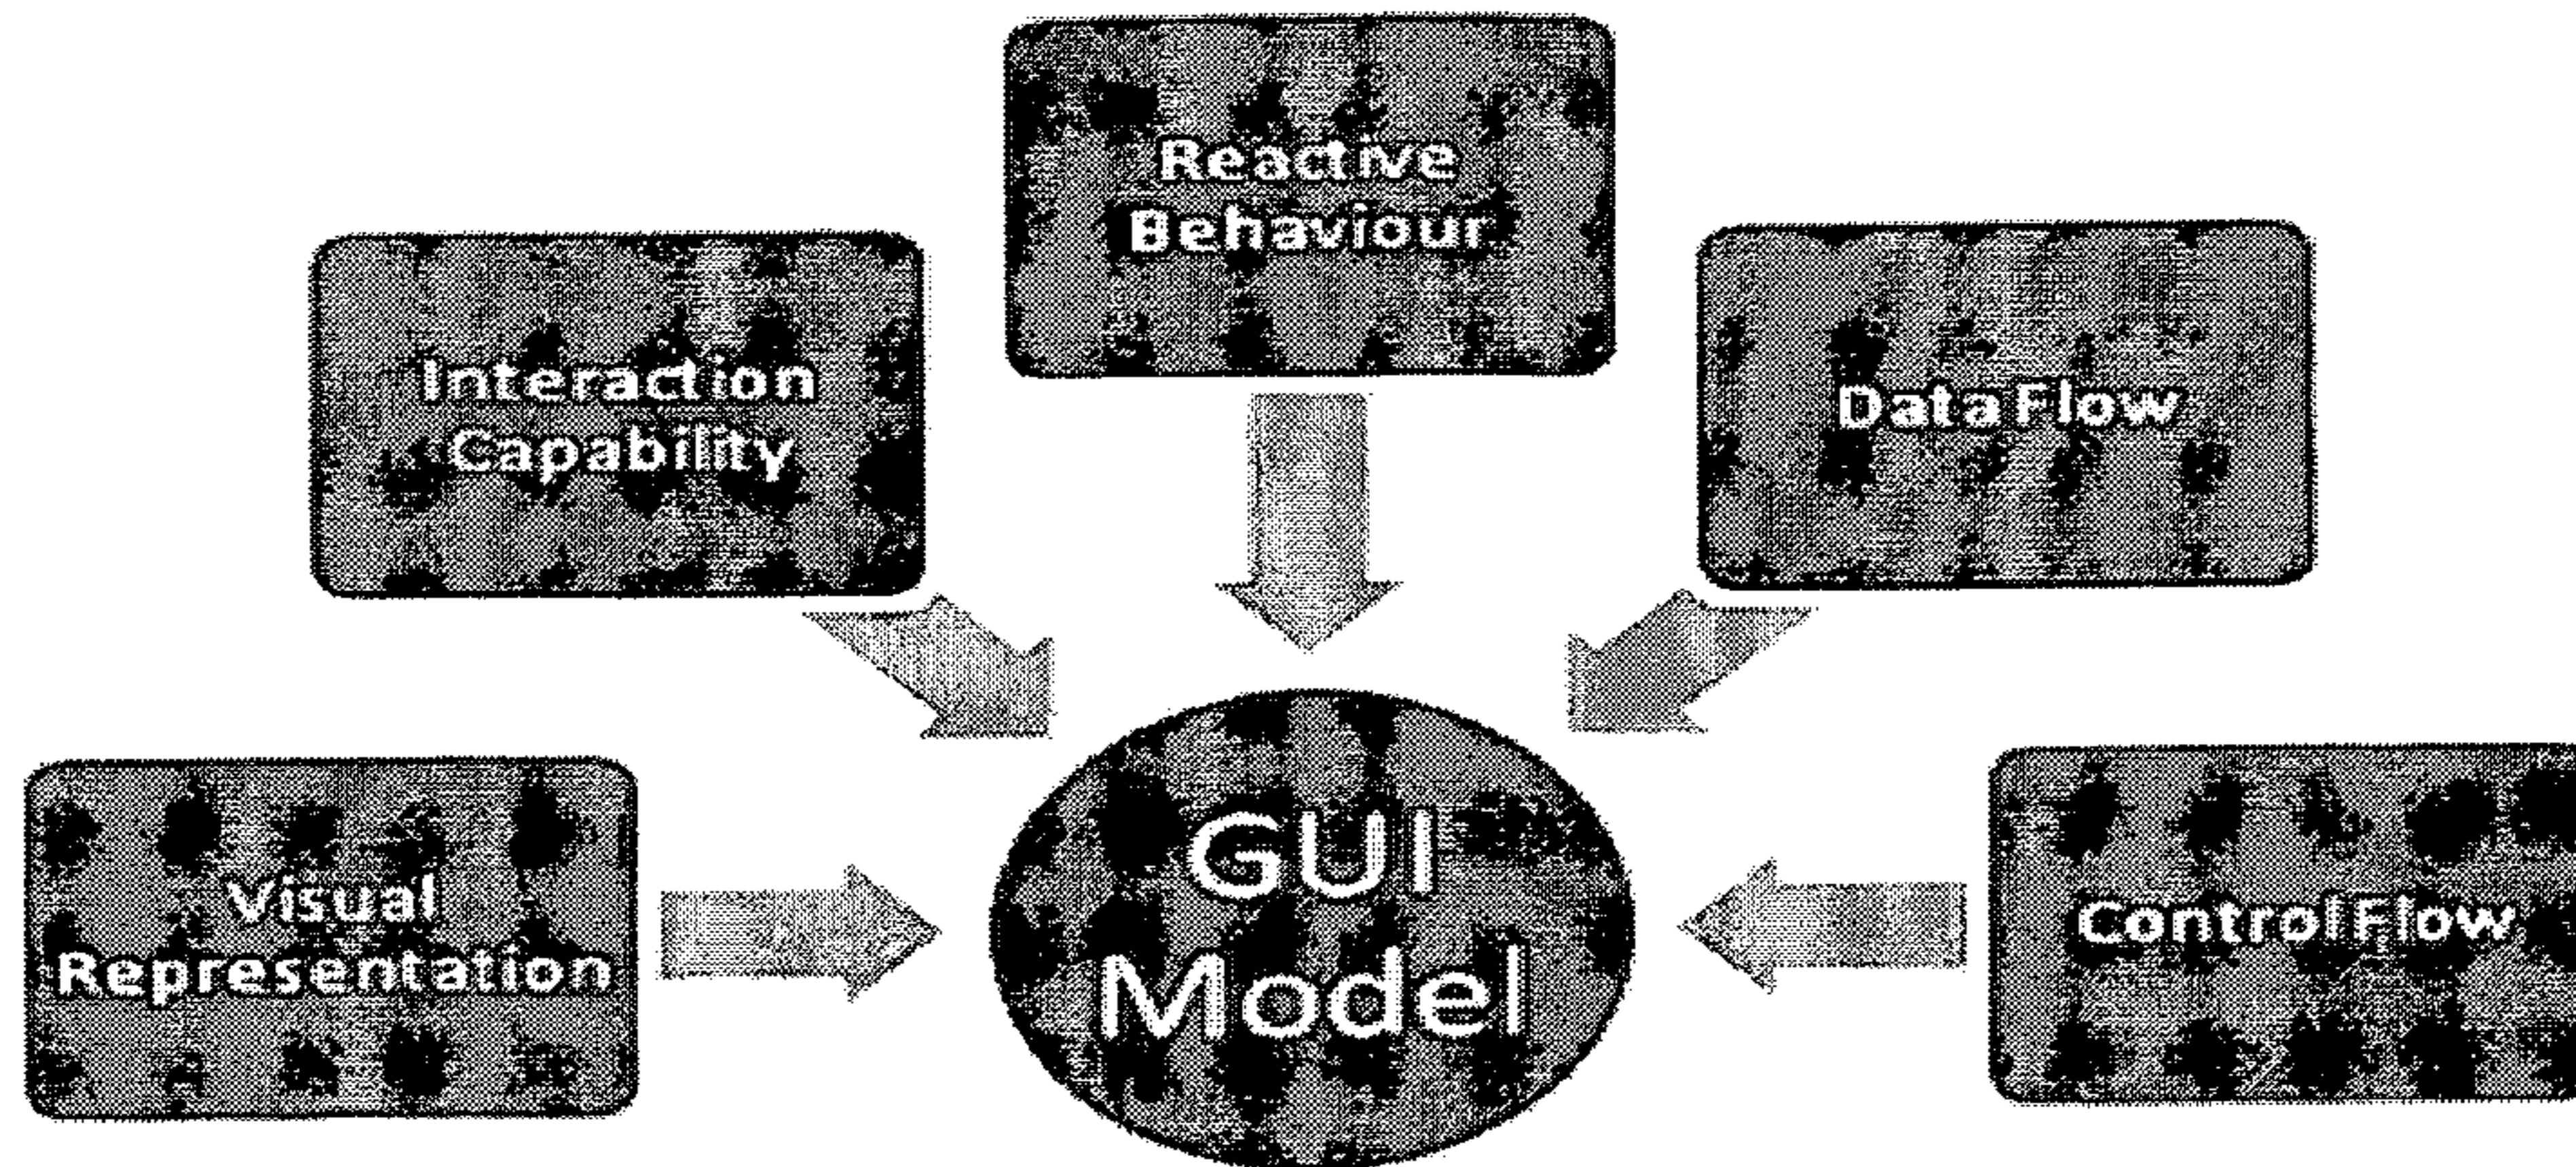 Reactive
Behaviour
Interaction
Capability
Data Flow
Visual
Representation
GUI
Model
Control Flow